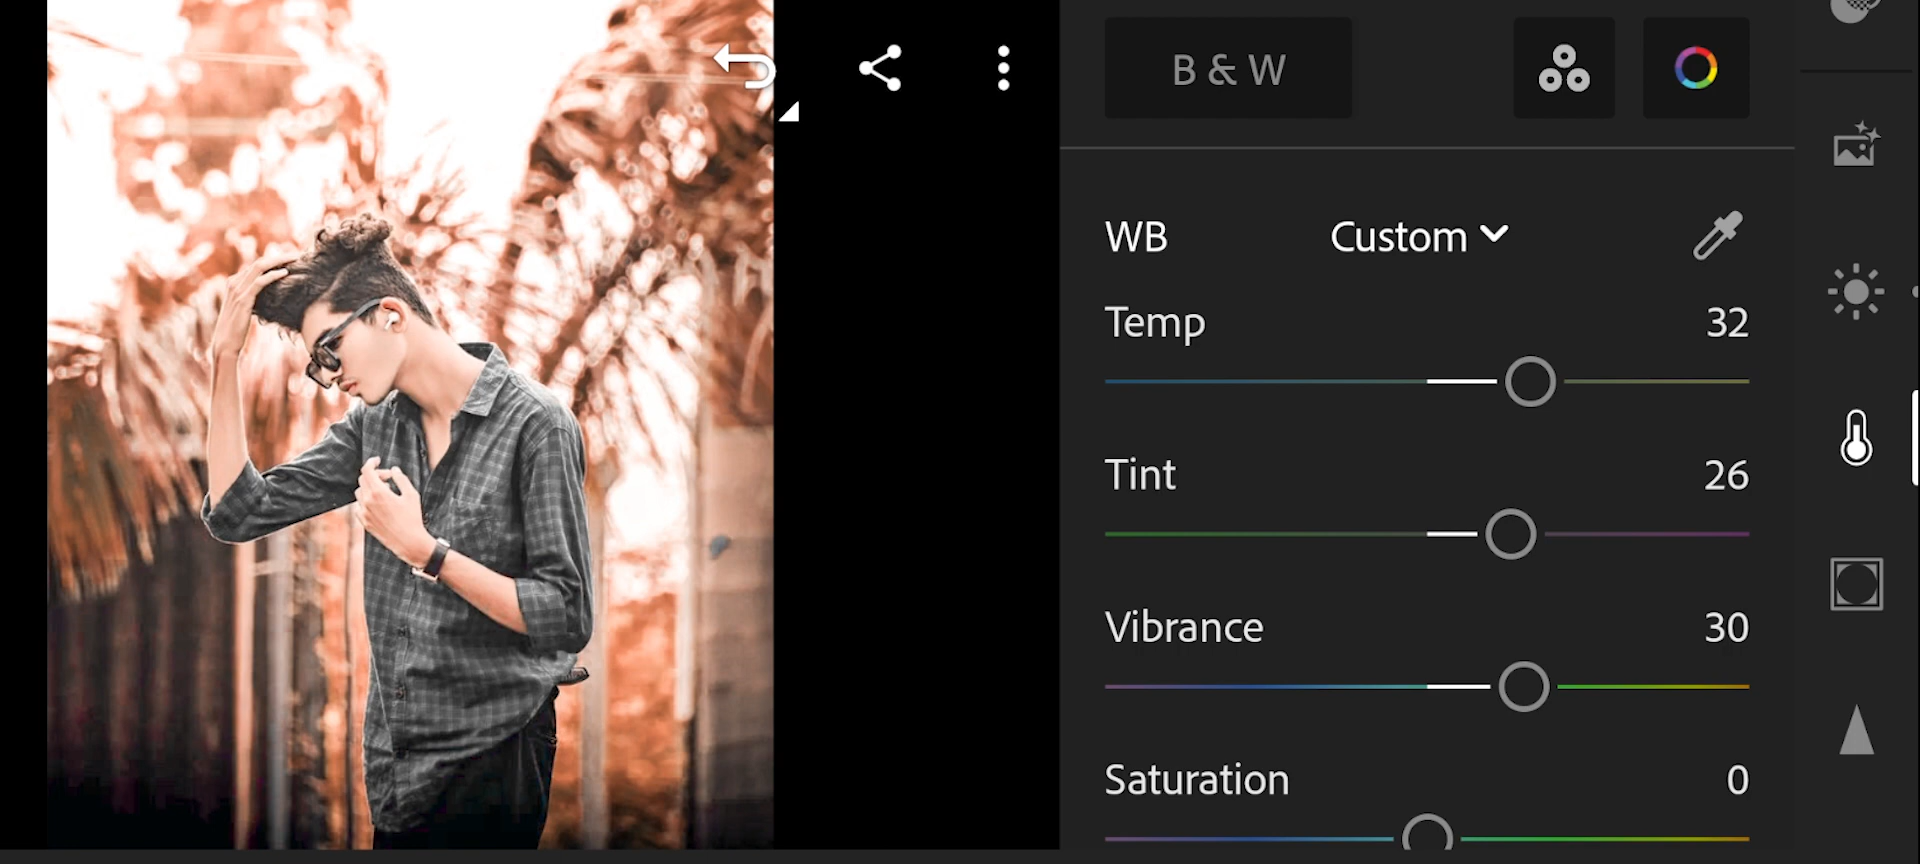 B & W
WB Custom
Temp 32
Tint 26
Vibrance 30
Saturation 0